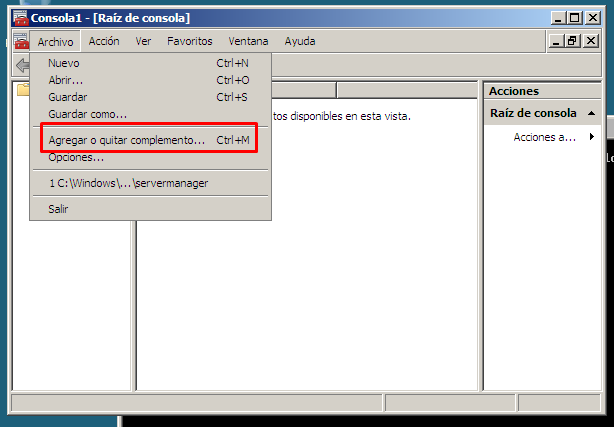 Consola1 - [Raíz de consola]
Archivo Acción Ver Favoritos Ventana Ayuda
Nuevo Ctrl+N
Abrir... Ctrl+O
Guardar Ctrl+S
Guardar como...
Agregar o quitar complemento... Ctrl+M
Opciones...
1 C:\Windows\...\servermanager
Salir
tos disponibles en esta vista.
Acciones
Raíz de consola
Acciones a...